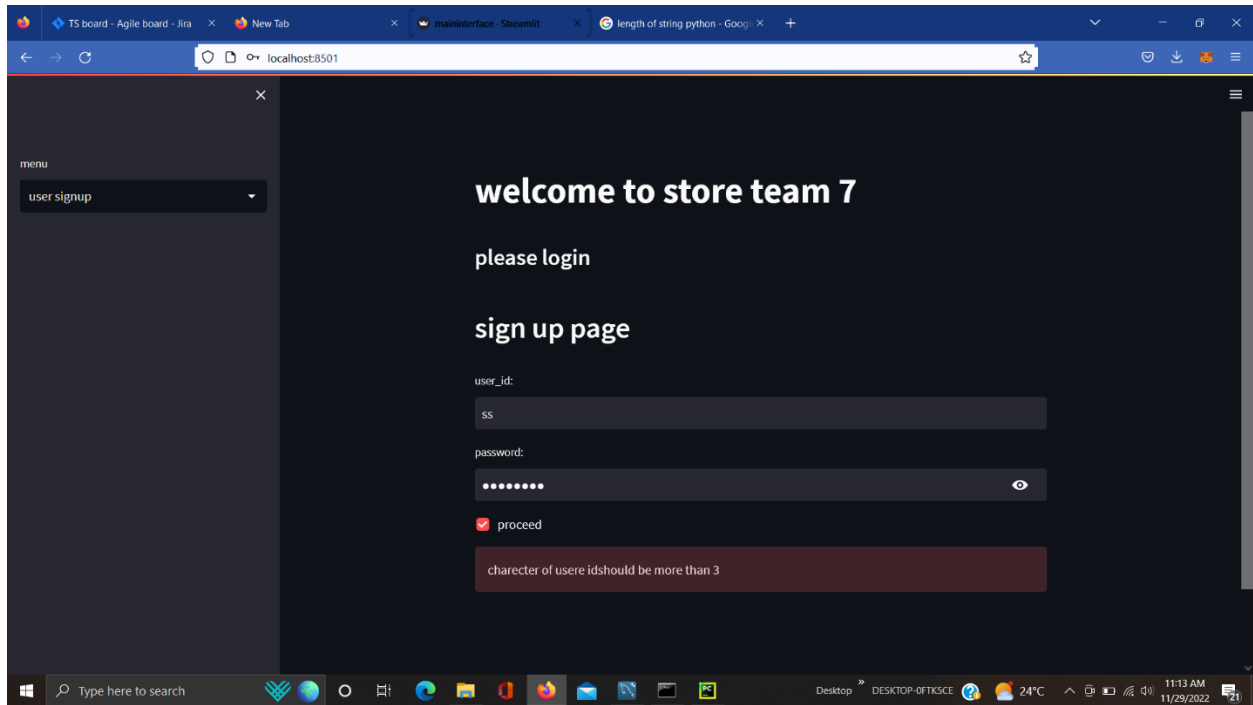 TS board - Agile board - Jira
New Tab
maininterface - Streamlit
length of string python - Googl
localhost:8501
menu
user signup
welcome to store team 7
please login
sign up page
user_id:
ss
password:
proceed
charecter of usere idshould be more than 3
Type here to search
PC
Desktop
DESKTOP-0FTK5CE
24°C
11:13 AM
11/29/2022
21